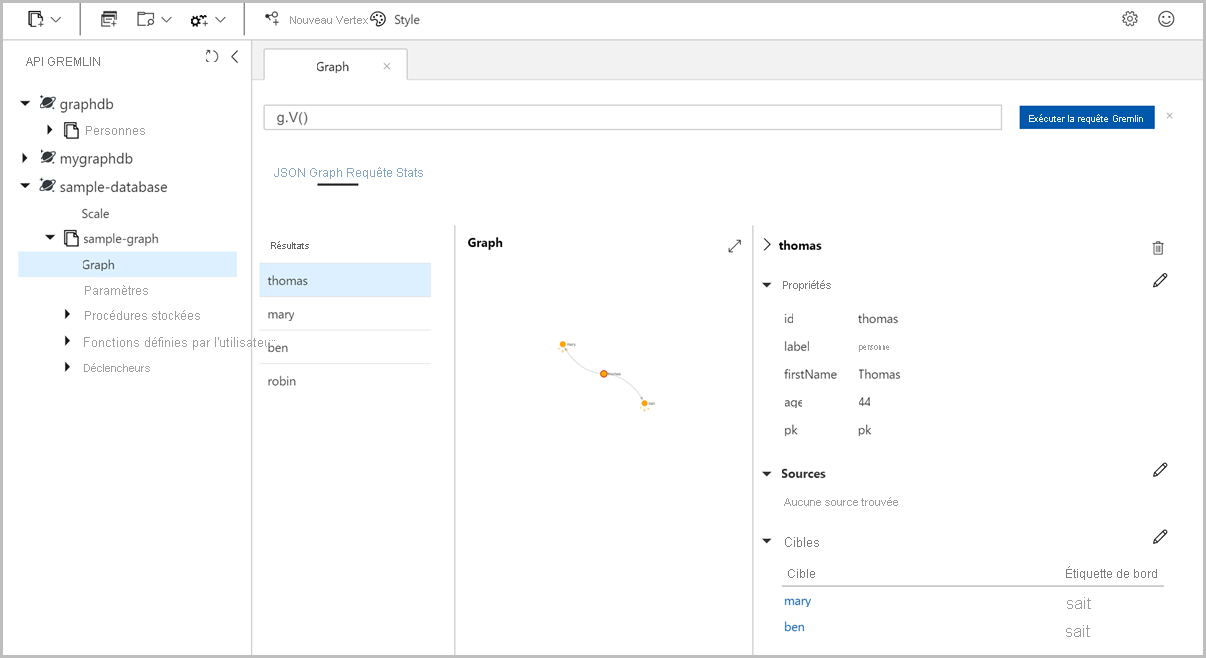 Nouveau Vertex Style
API GREMLIN
graphdb
Personnes
mygraphdb
sample-database
Scale
sample-graph
Graph
Paramètres
Procédures stockées
Fonctions définies par l'utilisateur
Déclencheurs
Graph
g.V()
Exécuter la requête Gremlin
JSON Graph Requête Stats
Résultats
thomas
mary
ben
robin
Graph
mary
thomas
ben
thomas
Propriétés
id thomas
label personne
firstName Thomas
age 44
pk pk
Sources
Aucune source trouvée
Cibles
Cible Étiquette de bord
mary sait
ben sait